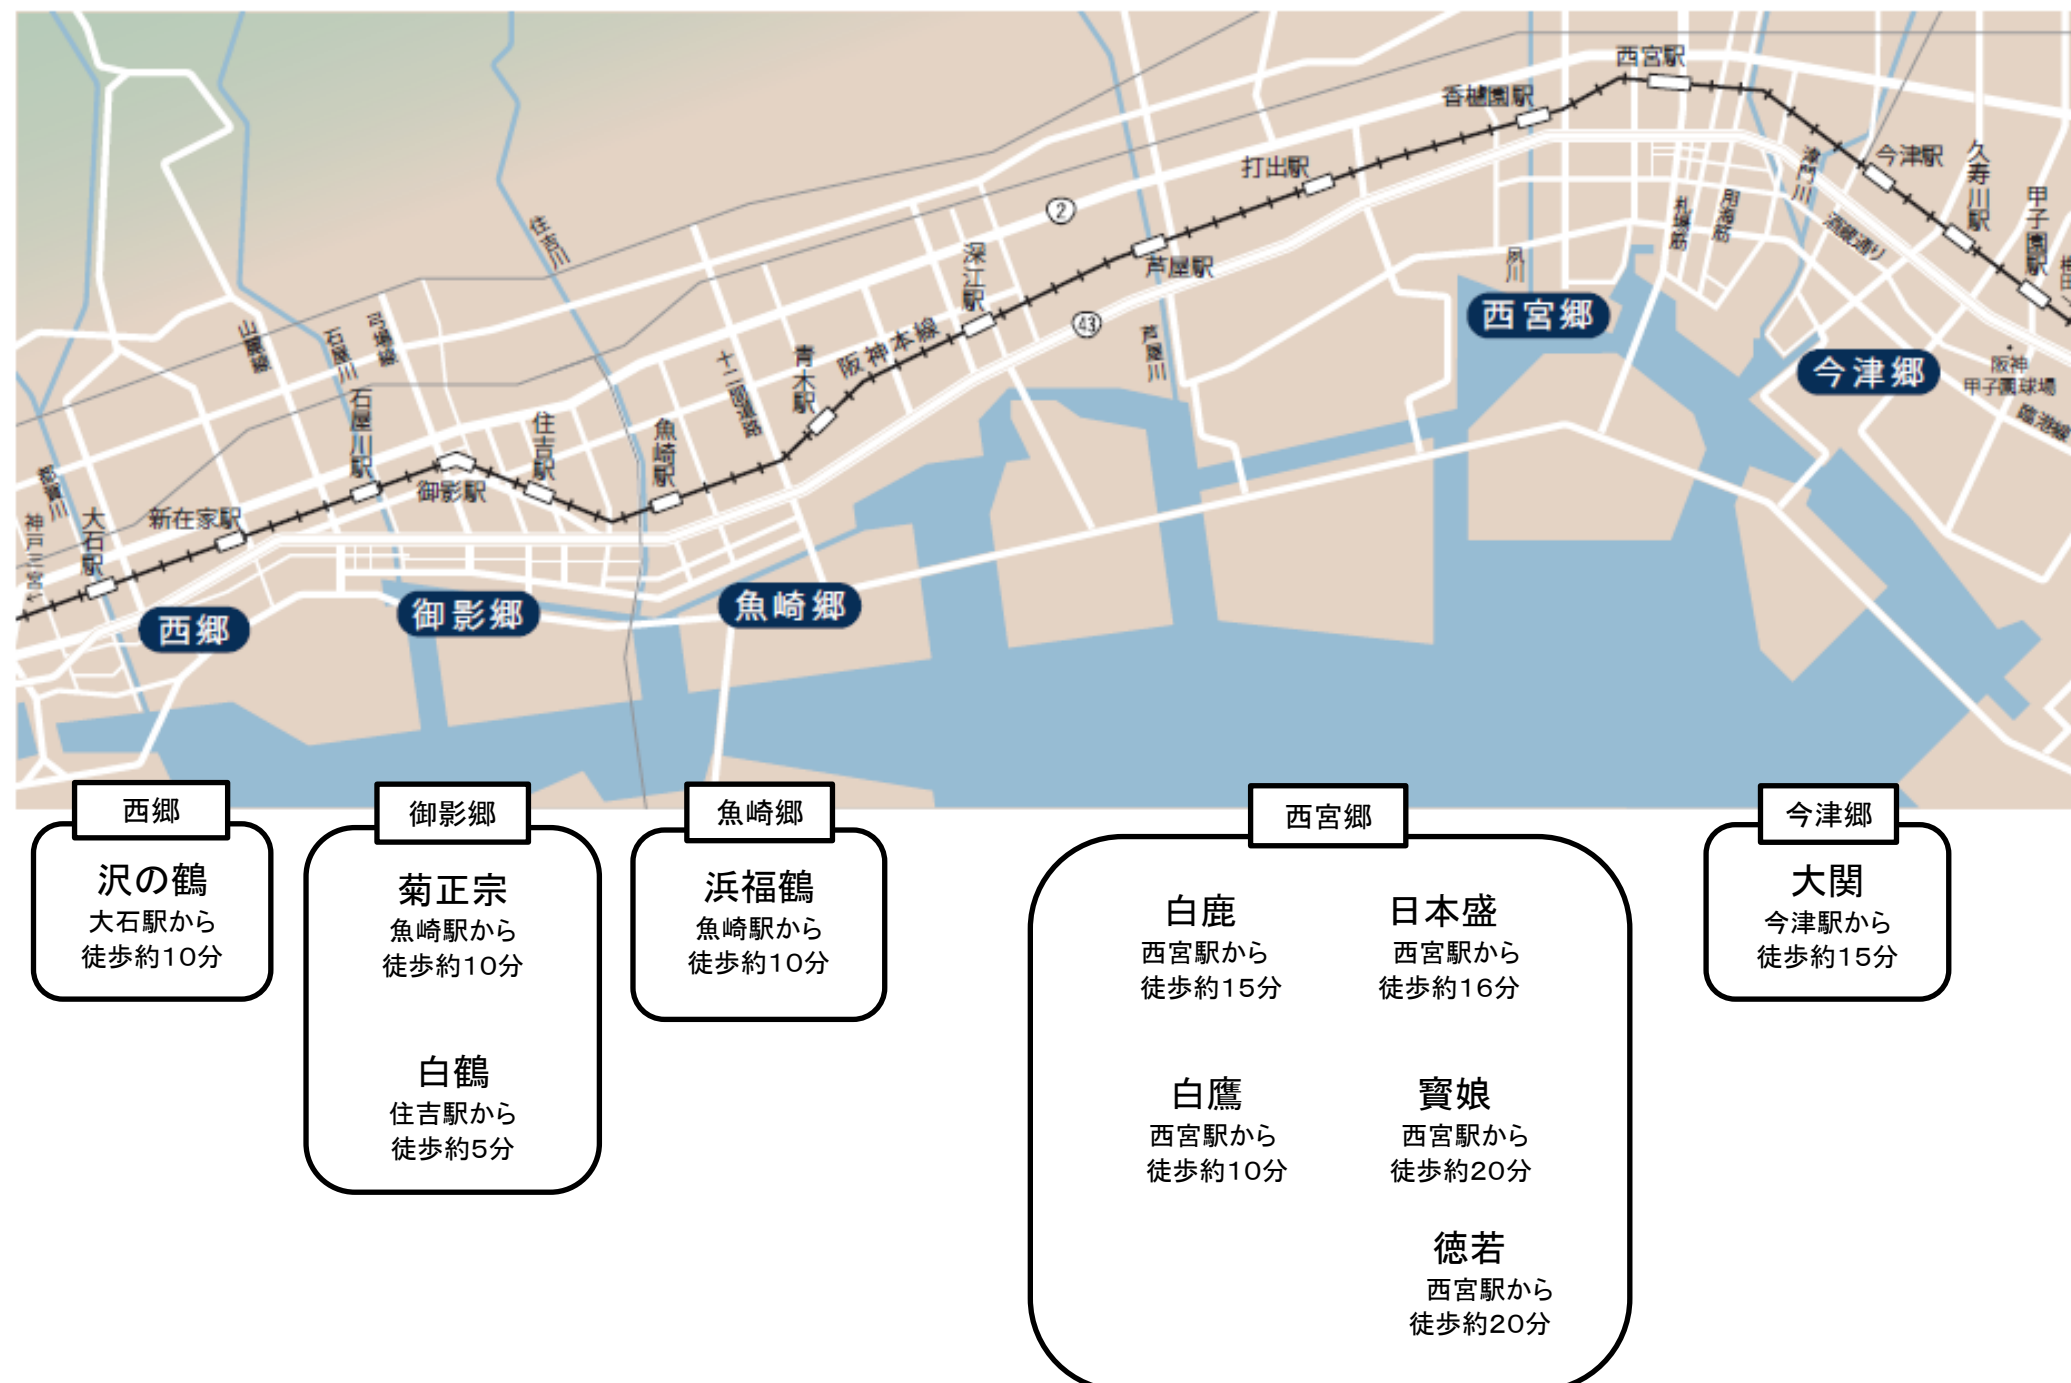 西宮駅
香櫨園駅
打出駅
今津駅
久寿川駅
甲子園駅
津門川
札場筋
用海筋
酒蔵通り
住吉川
2
深江駅
芦屋駅
夙川
43
芦屋川
西宮郷
今津郷
阪神
甲子園球場
臨港線
阪神本線
青木駅
石屋川
石屋川駅
住吉駅
魚崎駅
御影駅
都賀川
新在家駅
大石駅
西郷
御影郷
魚崎郷
西郷
沢の鶴
大石駅から
徒歩約10分
御影郷
菊正宗
魚崎駅から
徒歩約10分
白鶴
住吉駅から
徒歩約5分
魚崎郷
浜福鶴
魚崎駅から
徒歩約10分
西宮郷
白鹿
西宮駅から
徒歩約15分
日本盛
西宮駅から
徒歩約16分
白鷹
西宮駅から
徒歩約10分
寳娘
西宮駅から
徒歩約20分
徳若
西宮駅から
徒歩約20分
今津郷
大関
今津駅から
徒歩約15分